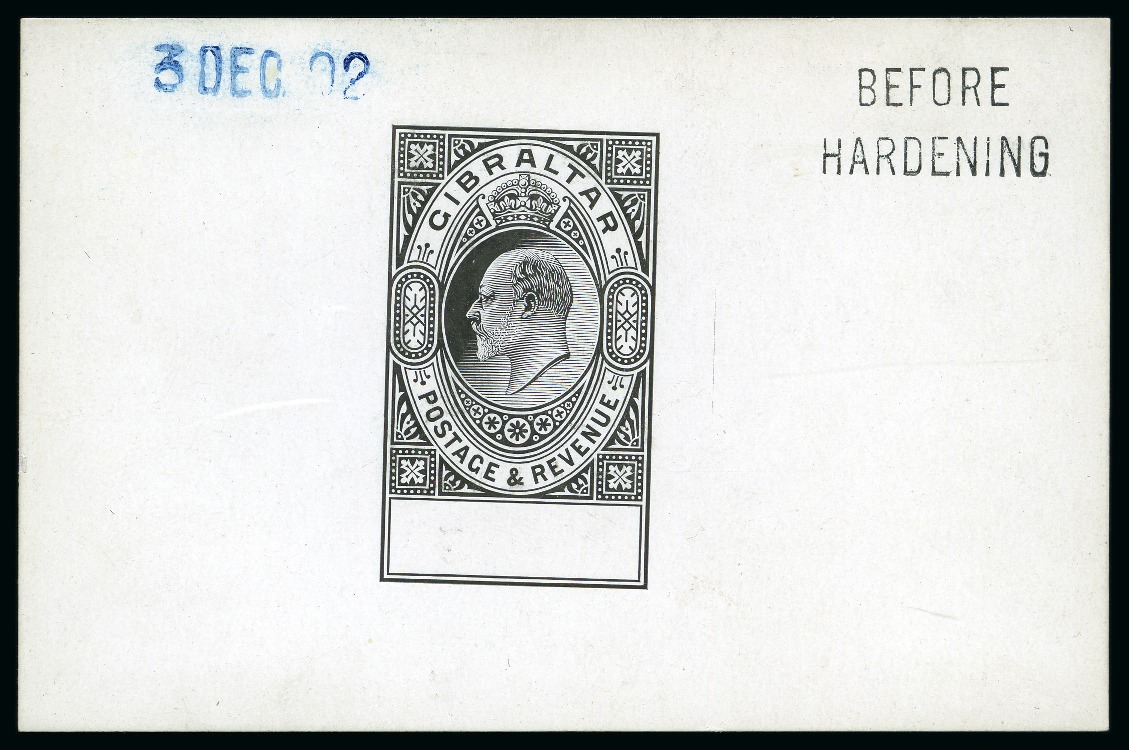 3 DEC 02
BEFORE
HARDENING
GIBRALTAR
POSTAGE & REVENUE